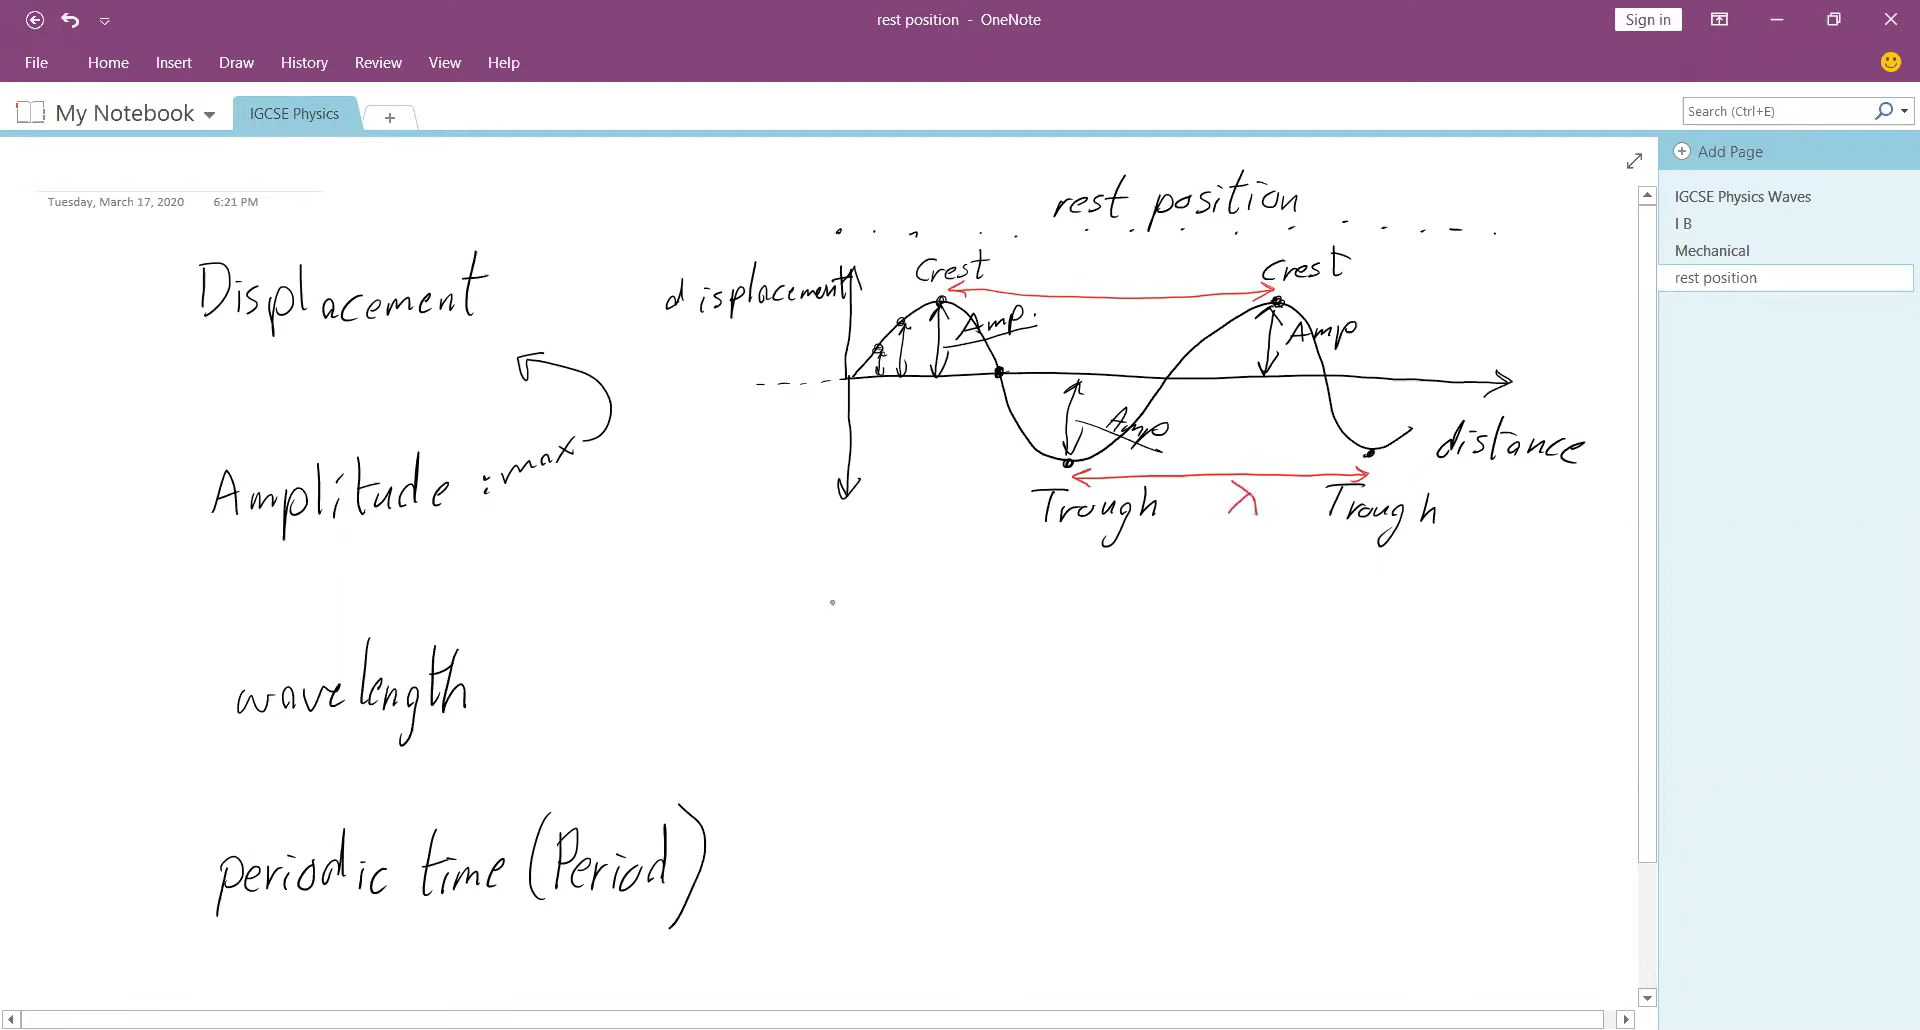 rest position - OneNote
Sign in
File Home Insert Draw History Review View Help
My Notebook IGCSE Physics +
Search (Ctrl+E)
Add Page
IGCSE Physics Waves
I B
Mechanical
rest position
Tuesday, March 17, 2020 6:21 PM
rest position
Displacement
displacement
Crest
Crest
Amp.
Amp
Amp
distance
Amplitude : max
Trough
λ
Trough
wavelength
periodic time (Period)